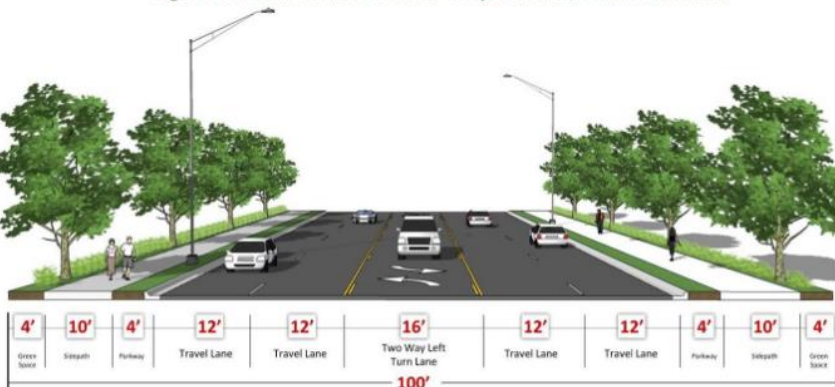 4' 10' 4' 12' 12' 16' 12' 12' 4' 10' 4'
Green Space Sidepath Parkway Travel Lane Travel Lane Two Way Left Turn Lane Travel Lane Travel Lane Parkway Sidepath Green Space
100'